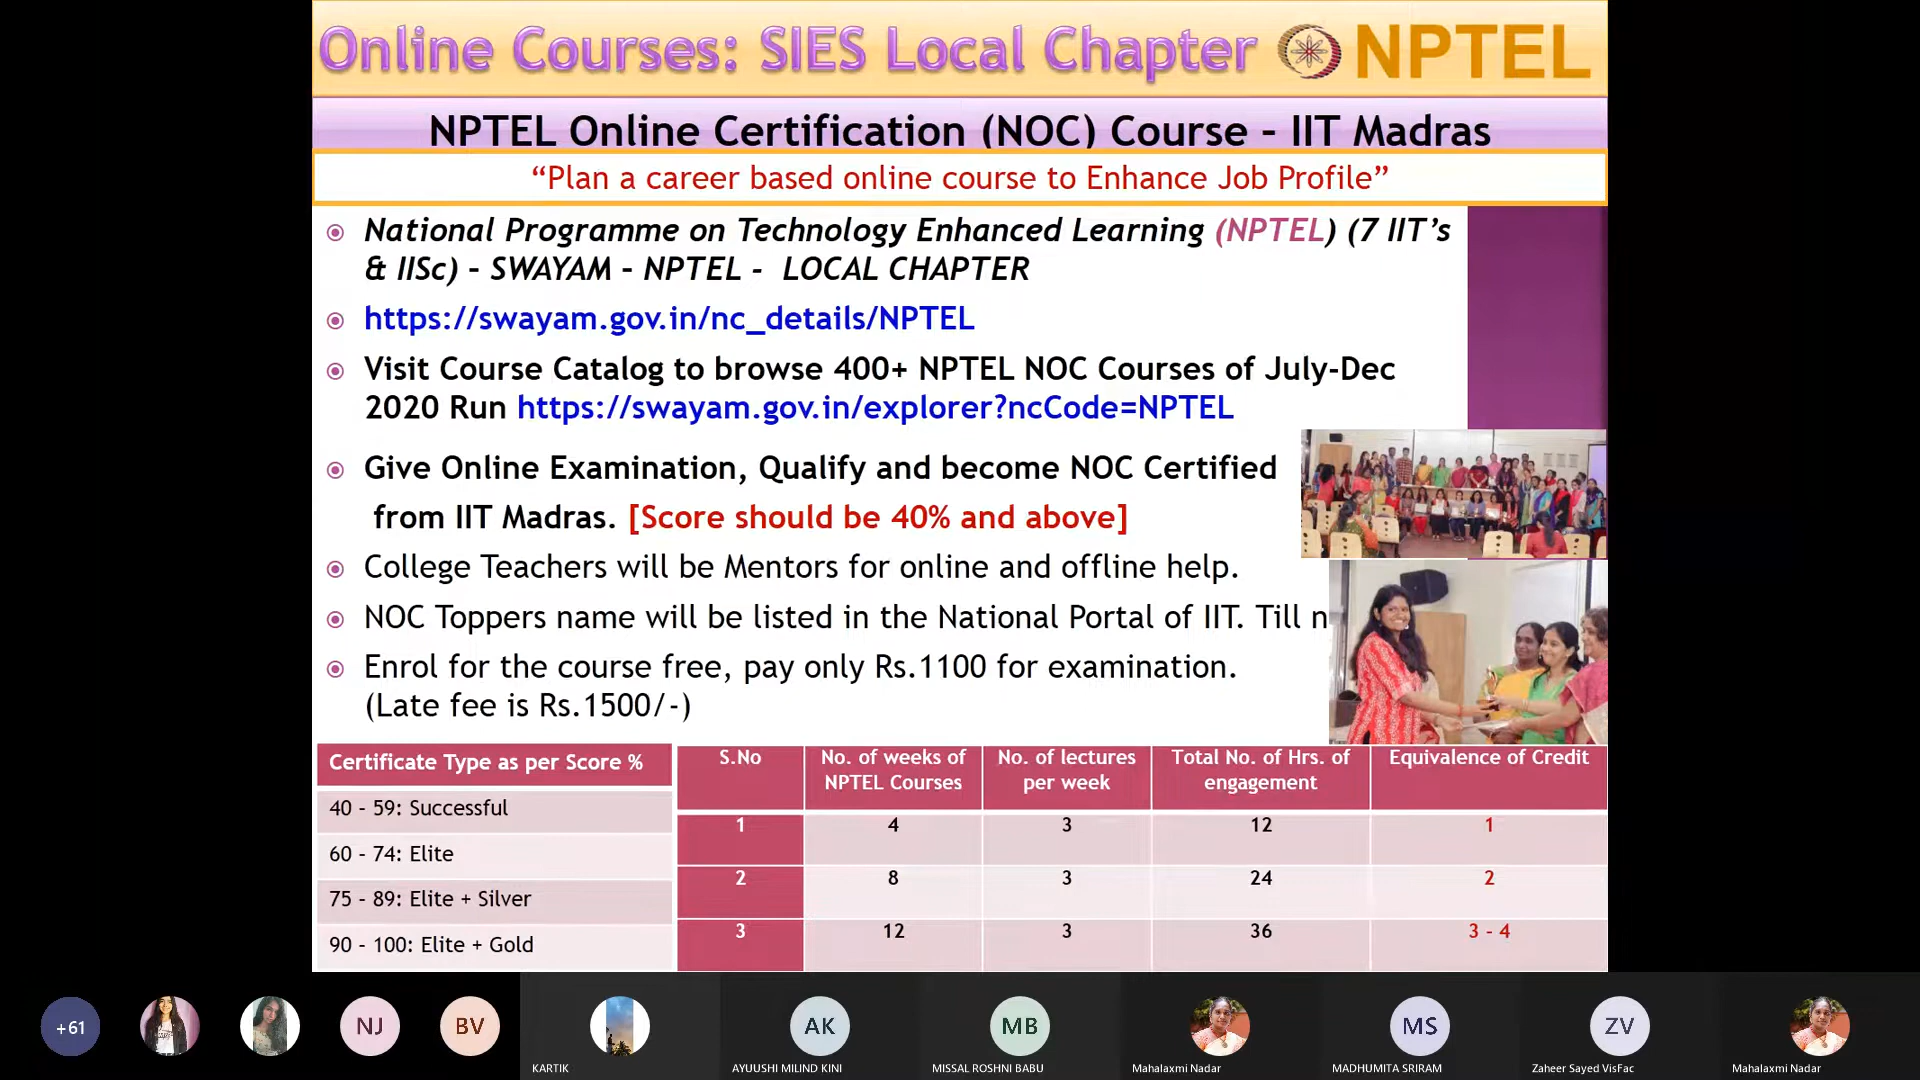 Online Courses: SIES Local Chapter NPTEL
NPTEL Online Certification (NOC) Course – IIT Madras
“Plan a career based online course to Enhance Job Profile”
National Programme on Technology Enhanced Learning (NPTEL) (7 IIT’s
& IISc) – SWAYAM – NPTEL - LOCAL CHAPTER
https://swayam.gov.in/nc_details/NPTEL
Visit Course Catalog to browse 400+ NPTEL NOC Courses of July-Dec
2020 Run https://swayam.gov.in/explorer?ncCode=NPTEL
Give Online Examination, Qualify and become NOC Certified
from IIT Madras. [Score should be 40% and above]
College Teachers will be Mentors for online and offline help.
NOC Toppers name will be listed in the National Portal of IIT. Till n
Enrol for the course free, pay only Rs.1100 for examination.
(Late fee is Rs.1500/-)
Certificate Type as per Score %
40 - 59: Successful
60 - 74: Elite
75 - 89: Elite + Silver
90 - 100: Elite + Gold
S.No No. of weeks of NPTEL Courses No. of lectures per week Total No. of Hrs. of engagement Equivalence of Credit
1 4 3 12 1
2 8 3 24 2
3 12 3 36 3 - 4
+61 NJ BV AK MB MS ZV
KARTIK AYUUSHI MILIND KINI MISSAL ROSHNI BABU Mahalaxmi Nadar MADHUMITA SRIRAM Zaheer Sayed VisFac Mahalaxmi Nadar